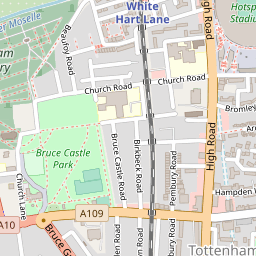 White
Hart Lane
Moselle
Beaufoy Road
High Road
Church Road
Church Road
Bromley
Bruce Castle
Park
Bruce Castle Road
Birkbeck Road
Pembury Road
High Road
Church Lane
Hampden
A109
A10
Tottenham